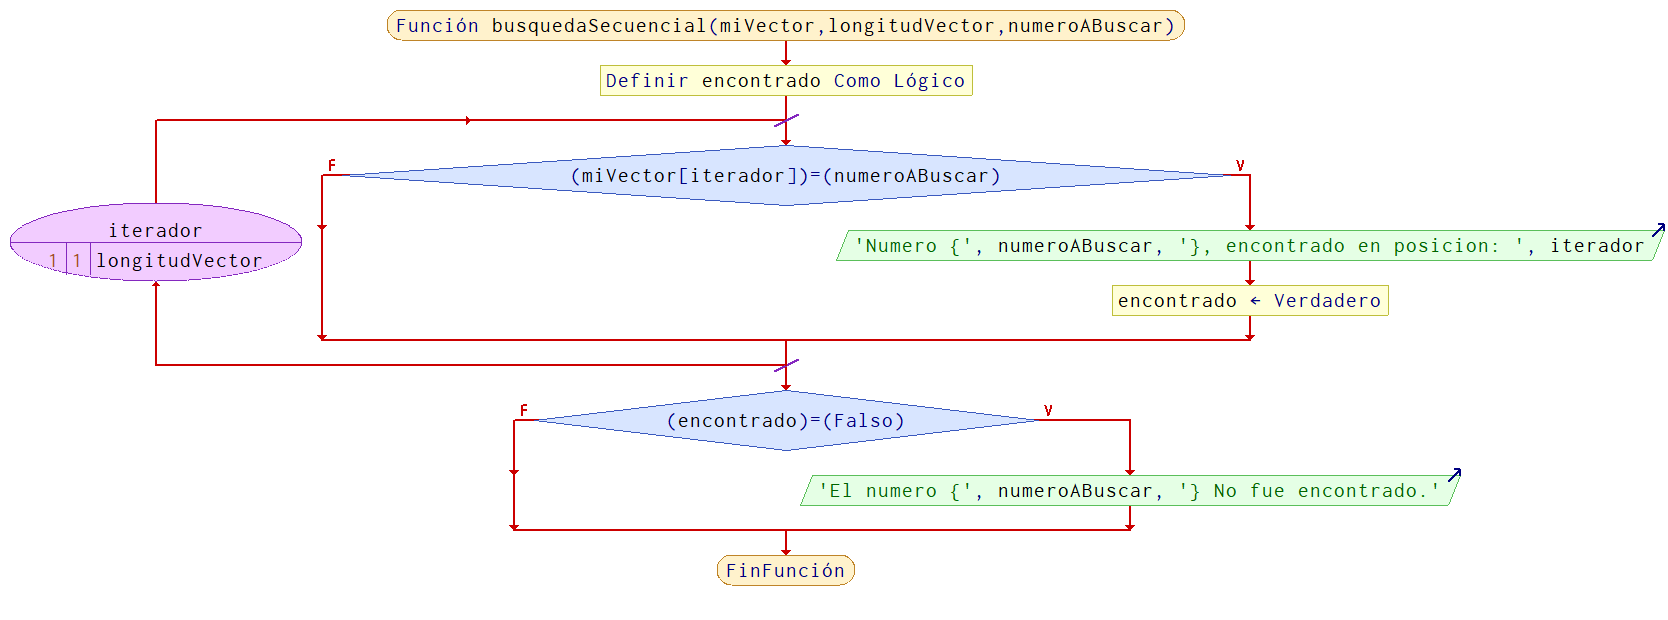 Función busquedaSecuencial(miVector,longitudVector,numeroABuscar)
Definir encontrado Como Lógico
F
V
(miVector[iterador])=(numeroABuscar)
iterador
1 1 longitudVector
'Numero {', numeroABuscar, '}, encontrado en posicion: ', iterador
encontrado ← Verdadero
F
V
(encontrado)=(Falso)
'El numero {', numeroABuscar, '} No fue encontrado.'
FinFunción